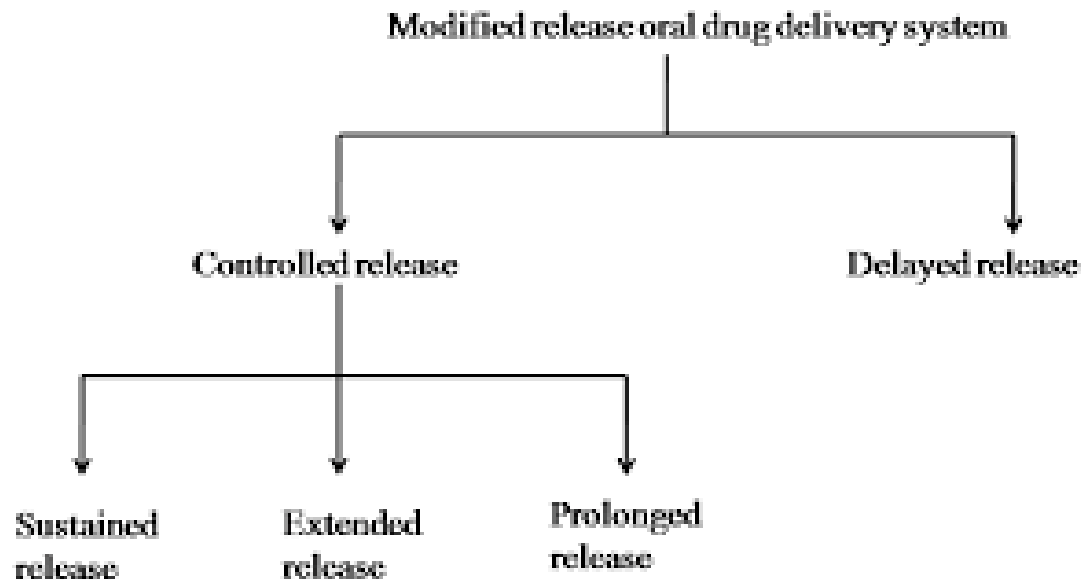 Modified release oral drug delivery system
Controlled release
Delayed release
Sustained
release
Extended
release
Prolonged
release